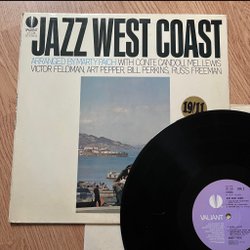 VALIANT
JAZZ WEST COAST
ARRANGED BY MARTY PAICH WITH CONTE CANDOLI, MEL LEWIS
VICTOR FELDMAN, ART PEPPER, BILL PERKINS, RUSS FREEMAN
19/11
VALIANT